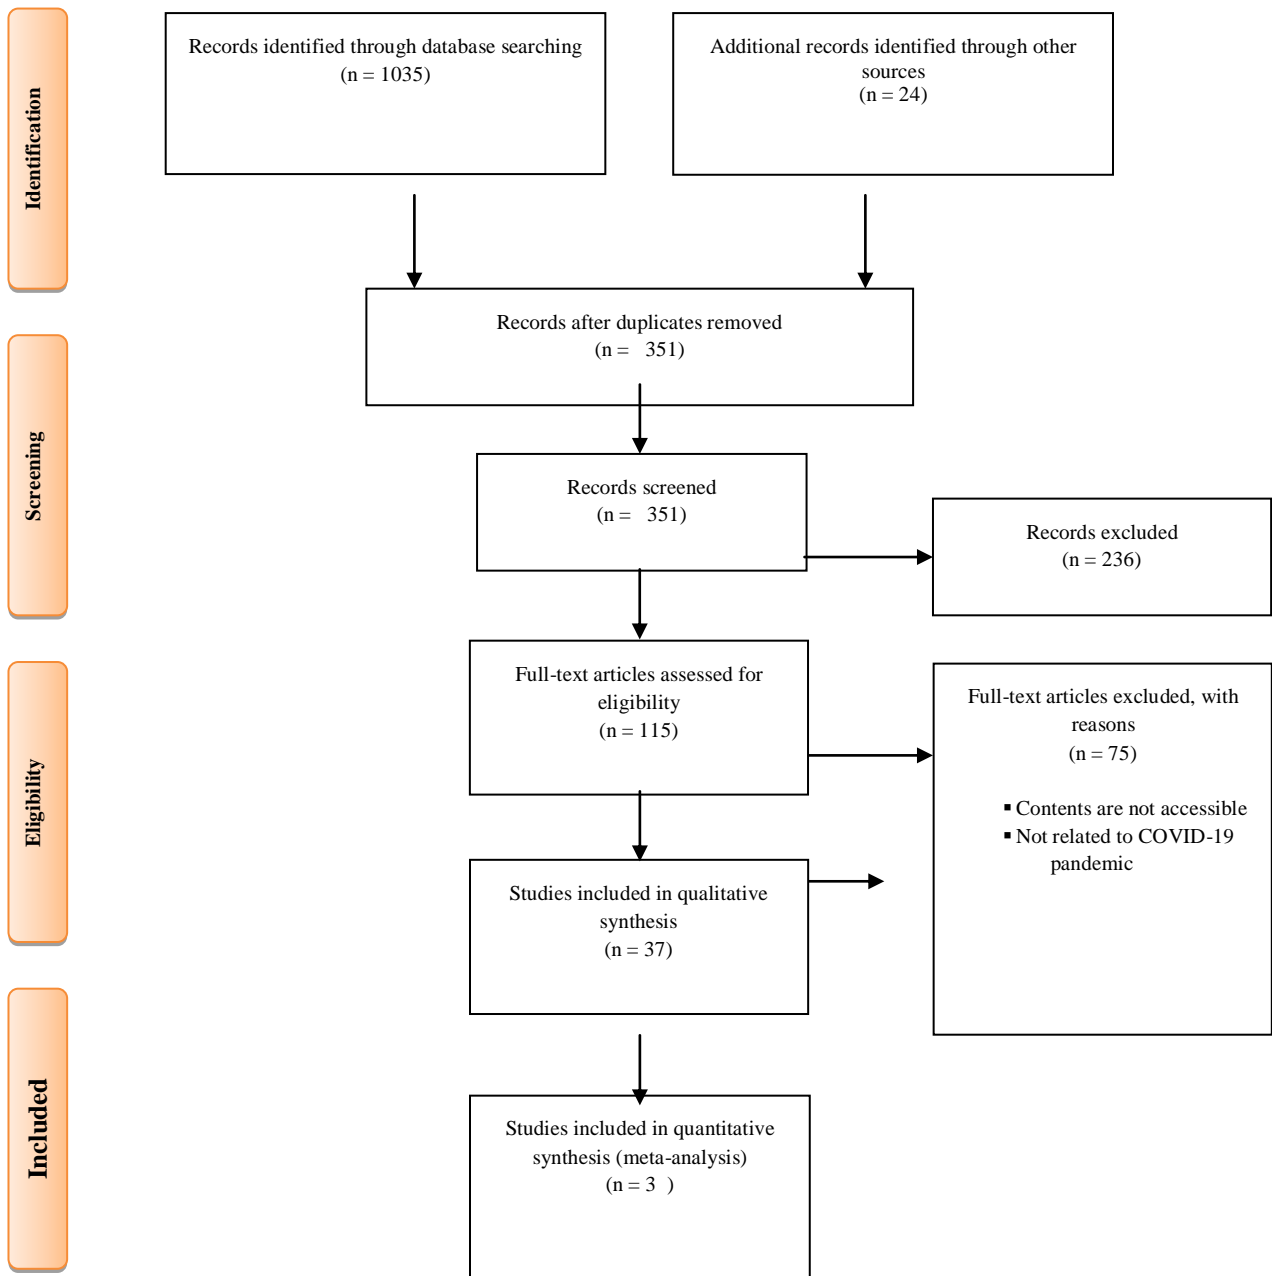 Identification
Records identified through database searching
(n = 1035)
Additional records identified through other
sources
(n = 24)
Records after duplicates removed
(n = 351)
Screening
Records screened
(n = 351)
Records excluded
(n = 236)
Eligibility
Full-text articles assessed for
eligibility
(n = 115)
Full-text articles excluded, with
reasons
(n = 75)
▪ Contents are not accessible
▪ Not related to COVID-19
pandemic
Studies included in qualitative
synthesis
(n = 37)
Included
Studies included in quantitative
synthesis (meta-analysis)
(n = 3 )